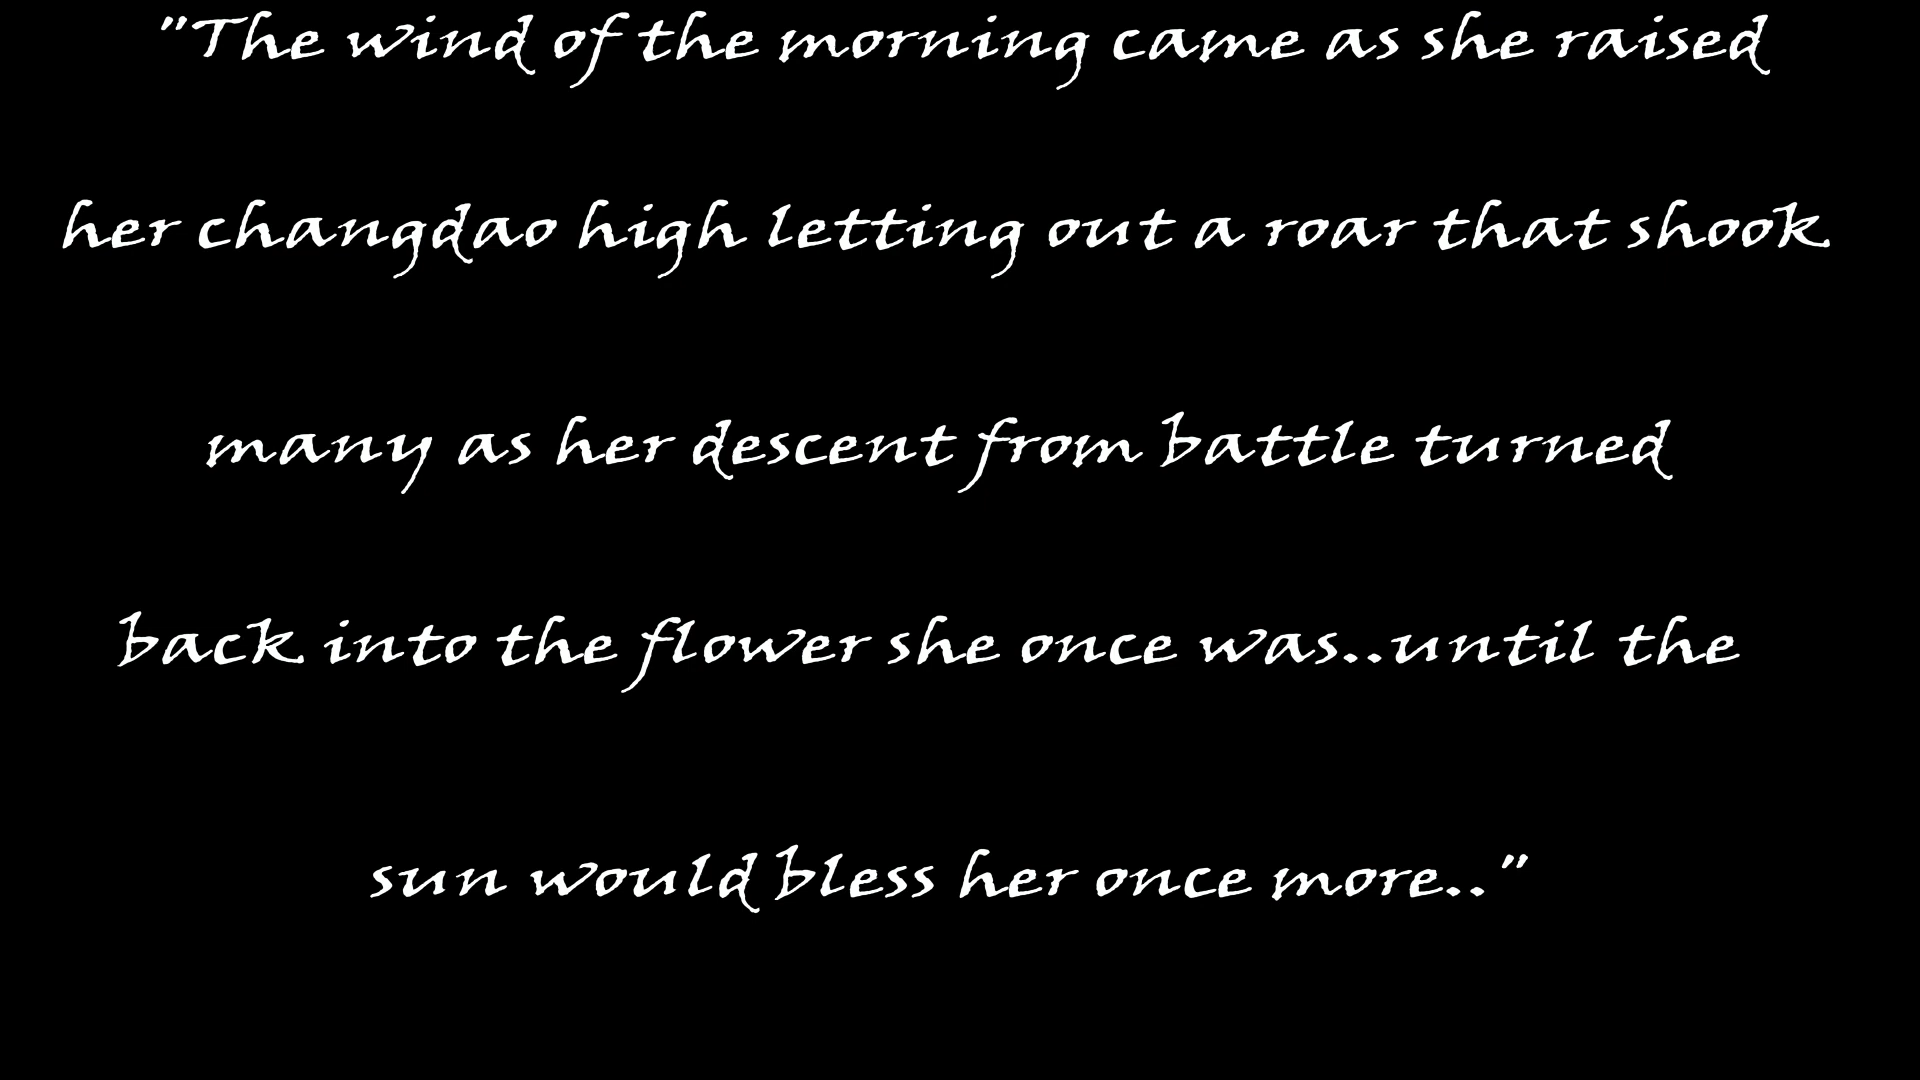 "The wind of the morning came as she raised
her changdao high letting out a roar that shook
many as her descent from battle turned
back into the flower she once was..until the
sun would bless her once more.."